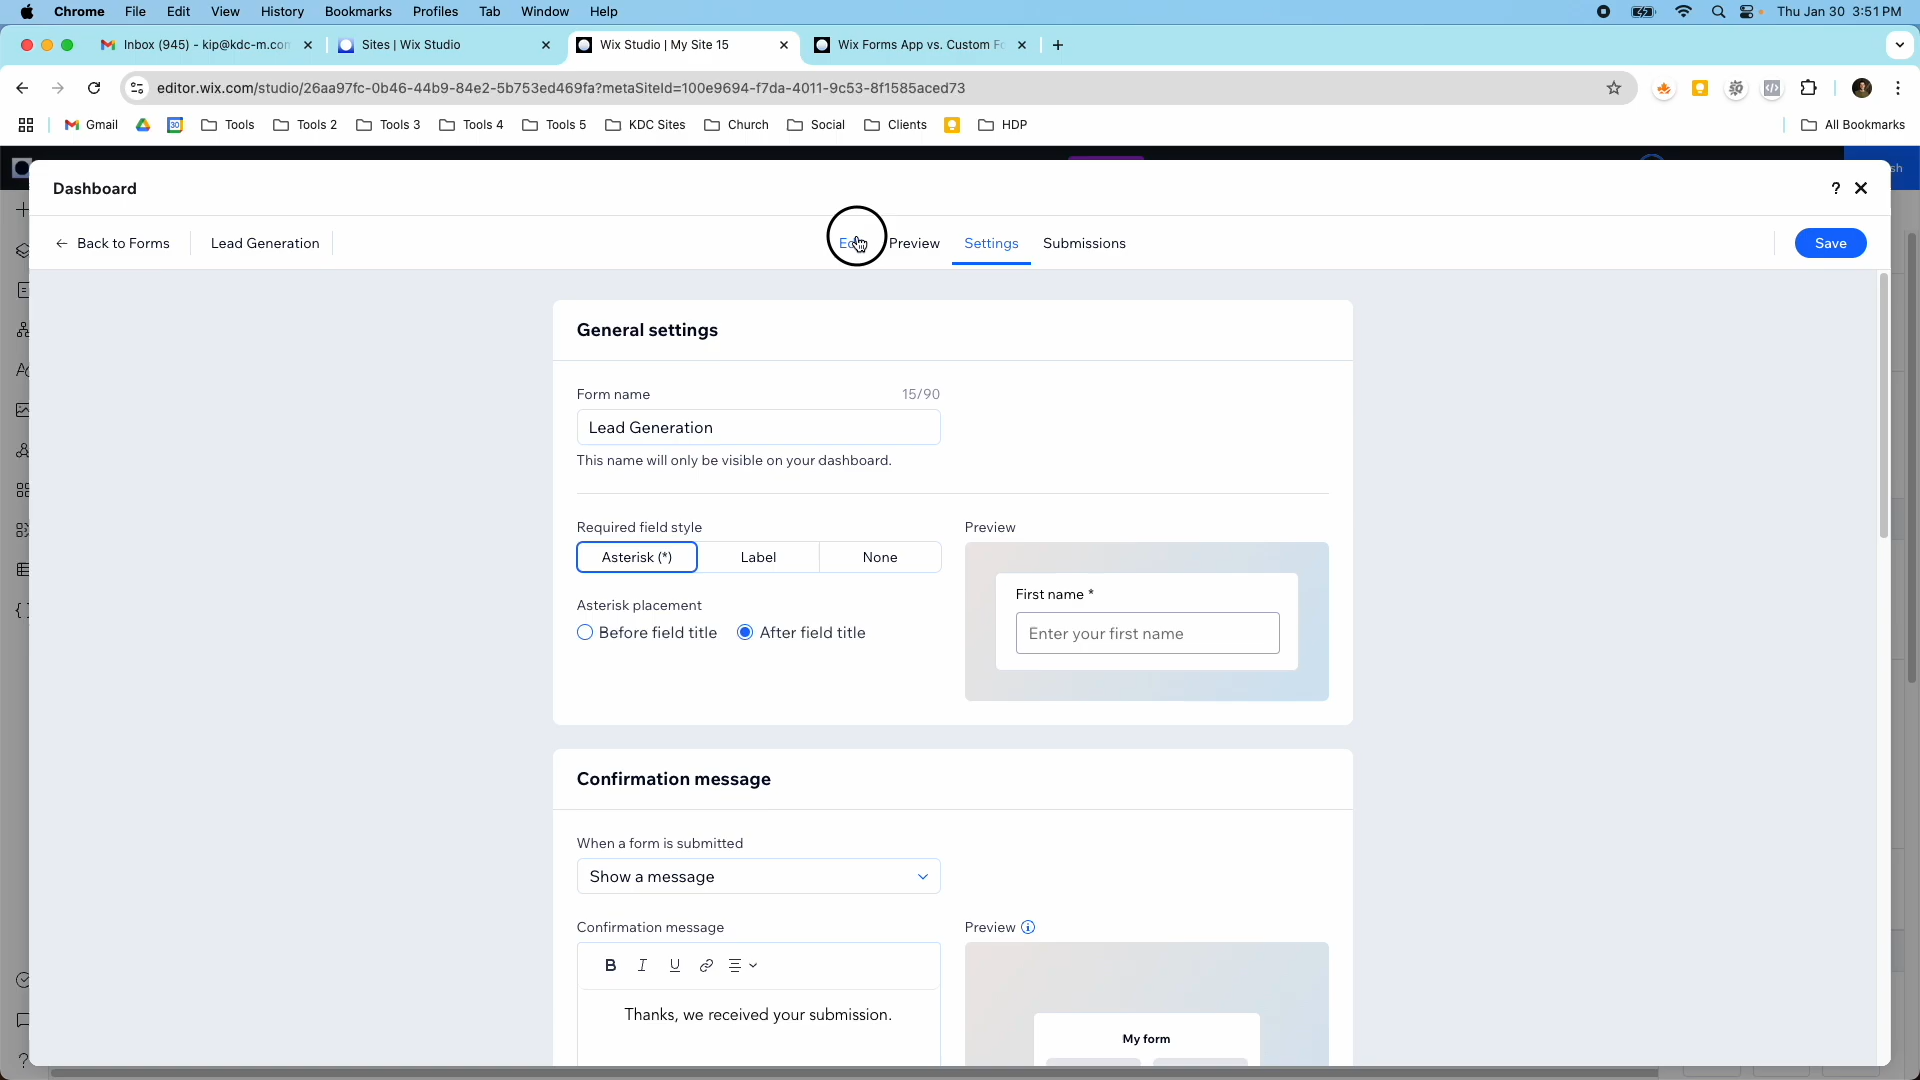 Chrome File Edit View History Bookmarks Profiles Tab Window Help Thu Jan 30 3:51 PM
Inbox (945) - kip@kdc-m.con Sites | Wix Studio Wix Studio | My Site 15 Wix Forms App vs. Custom Fo
editor.wix.com/studio/26aa97fc-0b46-44b9-84e2-5b753ed469fa?metaSiteId=100e9694-f7da-4011-9c53-8f1585aced73
Gmail Tools Tools 2 Tools 3 Tools 4 Tools 5 KDC Sites Church Social Clients HDP All Bookmarks
Dashboard ?
Back to Forms Lead Generation Preview Settings Submissions Save
General settings
Form name 15/90
Lead Generation
This name will only be visible on your dashboard.
Required field style Preview
Asterisk (*) Label None
First name *
Asterisk placement
Before field title After field title Enter your first name
Confirmation message
When a form is submitted
Show a message
Confirmation message Preview
B I U
Thanks, we received your submission.
My form